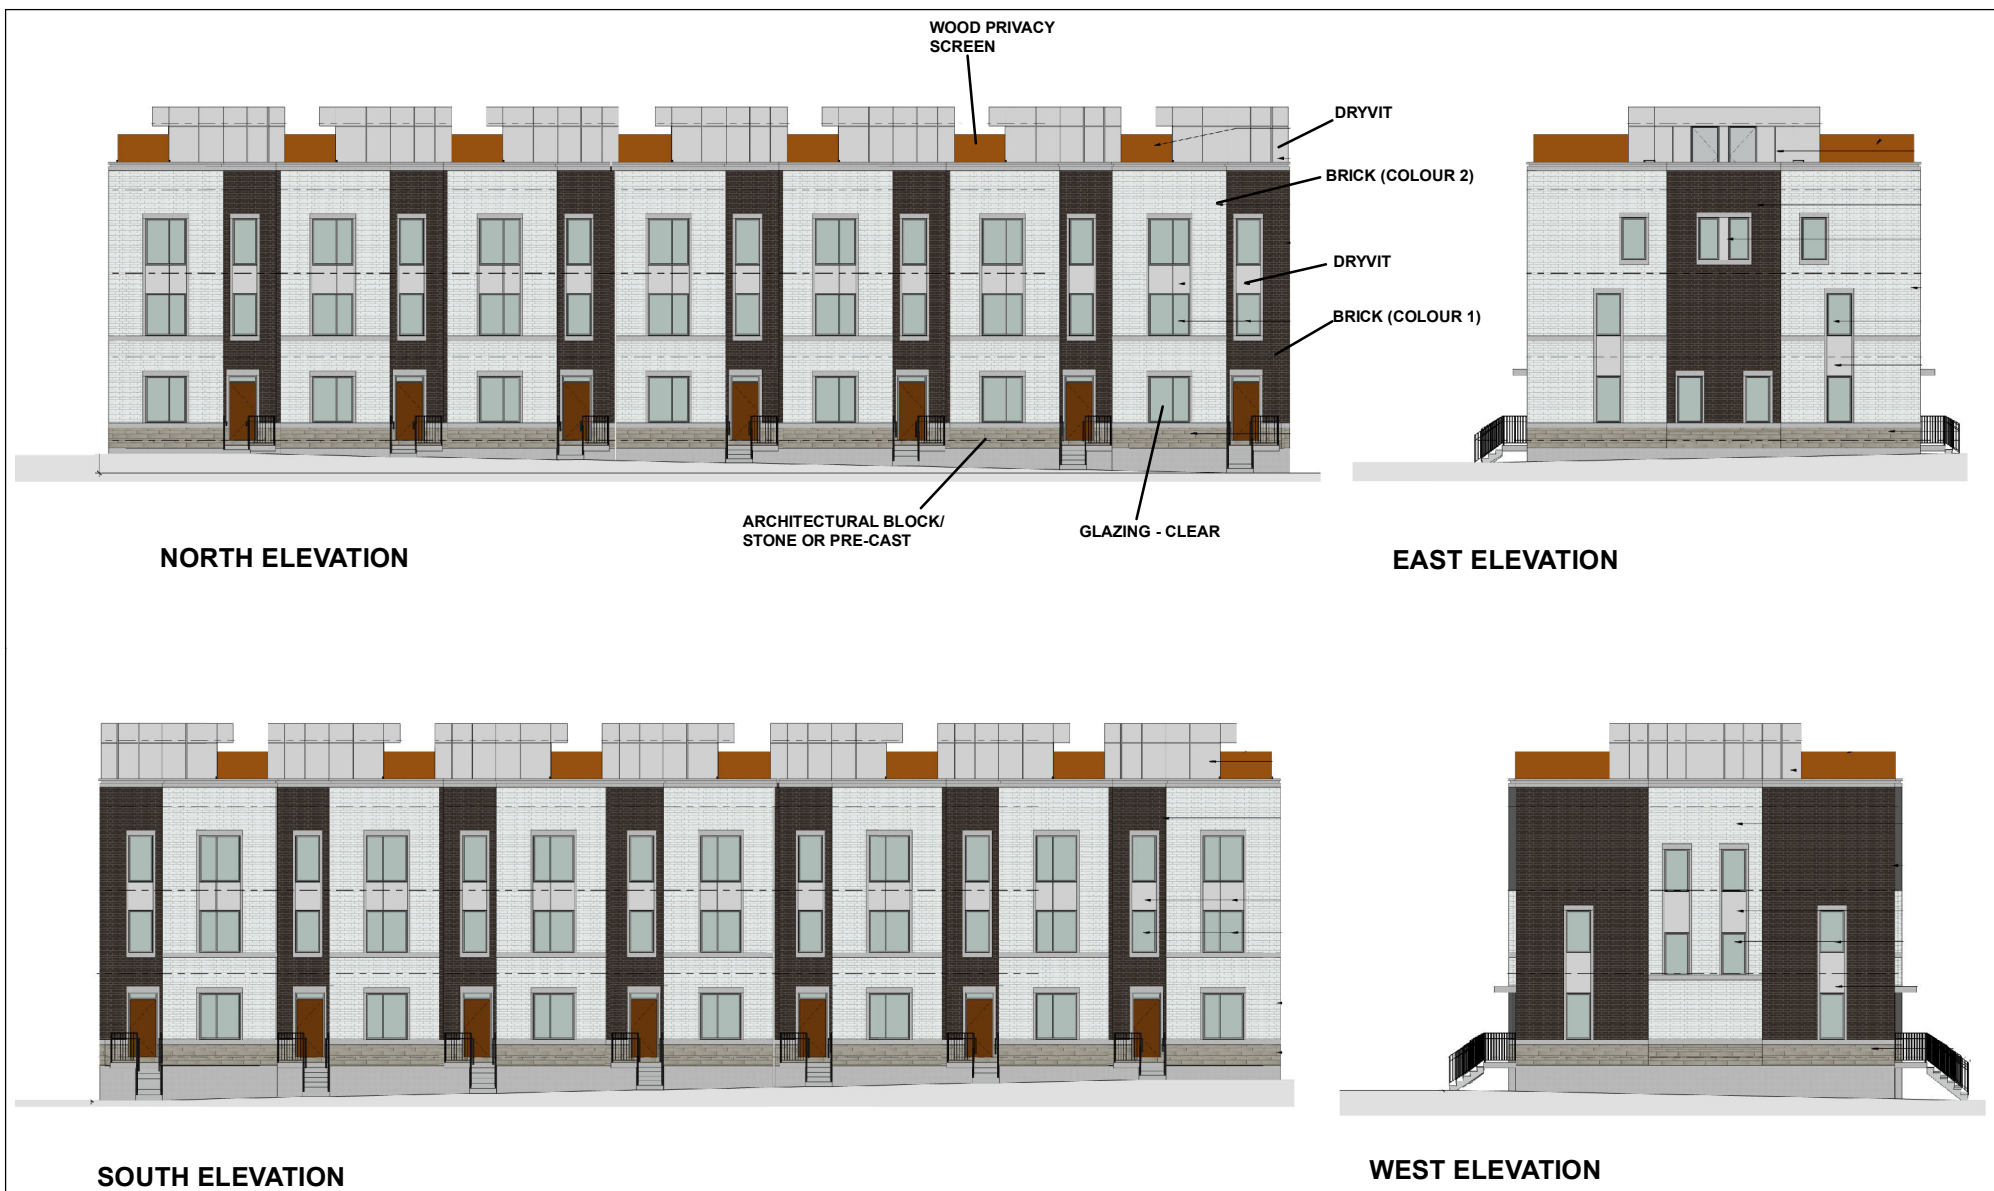 WOOD PRIVACY
SCREEN
DRYVIT
BRICK (COLOUR 2)
DRYVIT
BRICK (COLOUR 1)
ARCHITECTURAL BLOCK/
STONE OR PRE-CAST
GLAZING - CLEAR
NORTH ELEVATION
EAST ELEVATION
SOUTH ELEVATION
WEST ELEVATION